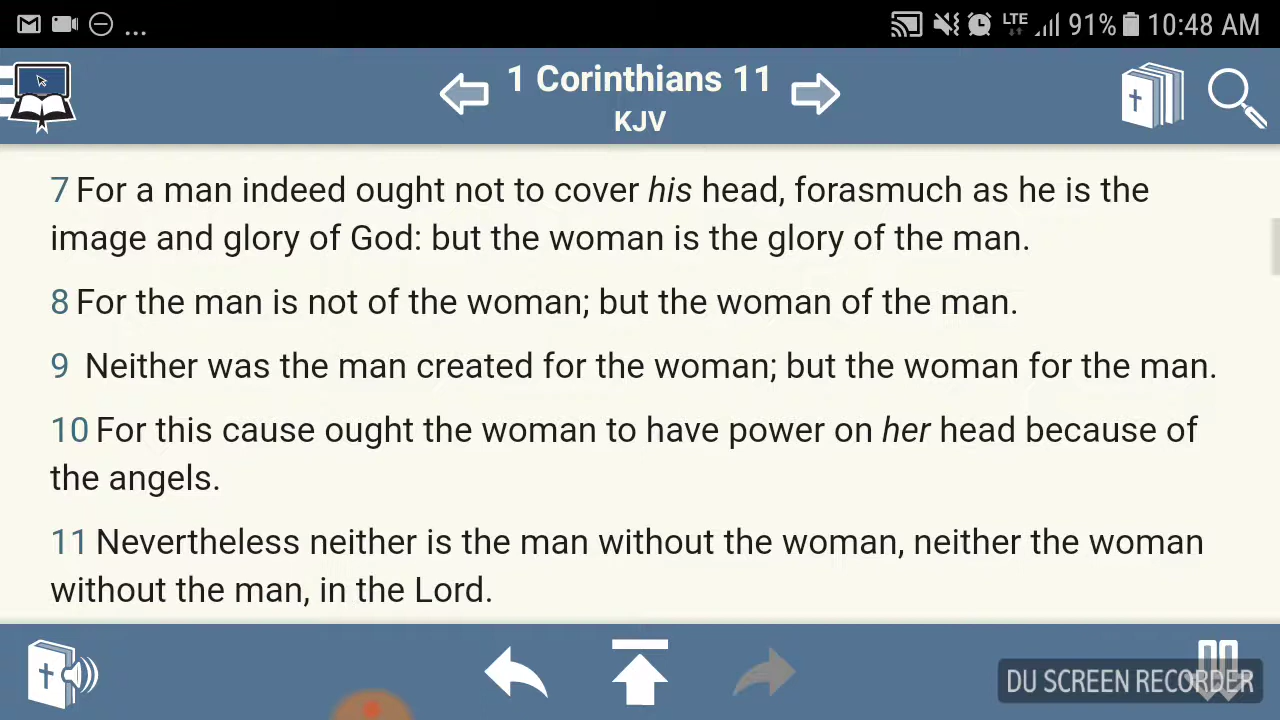 ... LTE 91% 10:48 AM
1 Corinthians 11
KJV
7 For a man indeed ought not to cover his head, forasmuch as he is the
image and glory of God: but the woman is the glory of the man.
8 For the man is not of the woman; but the woman of the man.
9 Neither was the man created for the woman; but the woman for the man.
10 For this cause ought the woman to have power on her head because of
the angels.
11 Nevertheless neither is the man without the woman, neither the woman
without the man, in the Lord.
DU SCREEN RECORDER